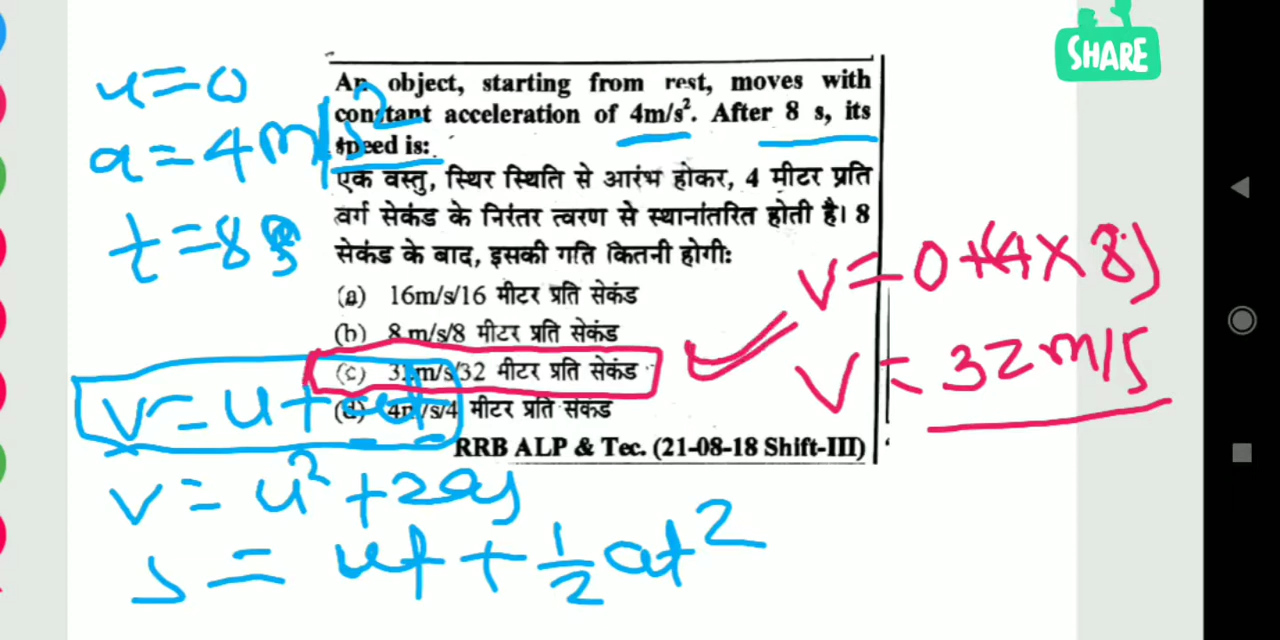 SHARE
u=0
a=4m/s²
t=8s
An object, starting from rest, moves with
constant acceleration of 4m/s². After 8 s, its
speed is:
एक वस्तु, स्थिर स्थिति से आरंभ होकर, 4 मीटर प्रति
वर्ग सेकंड के निरंतर त्वरण से स्थानांतरित होती है। 8
सेकंड के बाद, इसकी गति कितनी होगी:
(a) 16m/s/16 मीटर प्रति सेकंड
(b) 8 m/s/8 मीटर प्रति सेकंड
(c) 32m/s/32 मीटर प्रति सेकंड
(d) 4m/s/4 मीटर प्रति सेकंड
RRB ALP & Tec. (21-08-18 Shift-III)
v=0+(4×8)
v=32m/s
v=u+at
v=u²+2as
s=ut+½at²